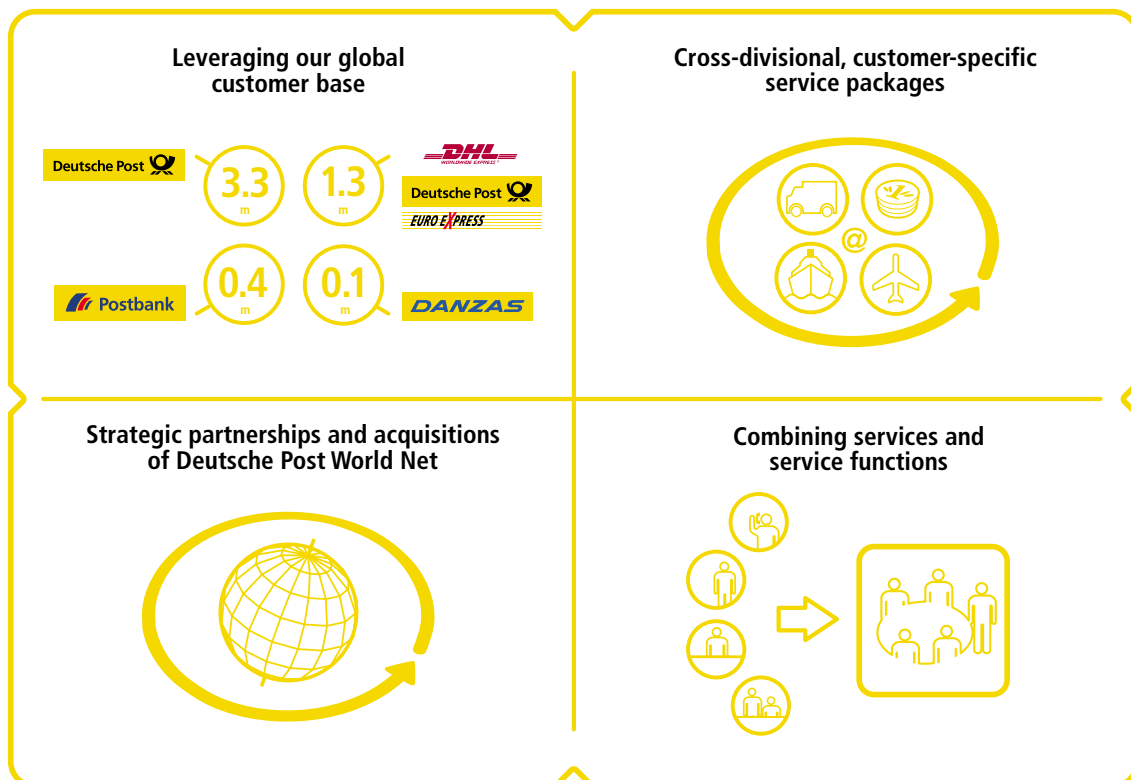 Leveraging our global
customer base
Deutsche Post
3.3
m
1.3
m
DHL
WORLDWIDE EXPRESS®
Deutsche Post
EURO EXPRESS
Postbank
0.4
m
0.1
m
DANZAS
Cross-divisional, customer-specific
service packages
@
Strategic partnerships and acquisitions
of Deutsche Post World Net
Combining services and
service functions